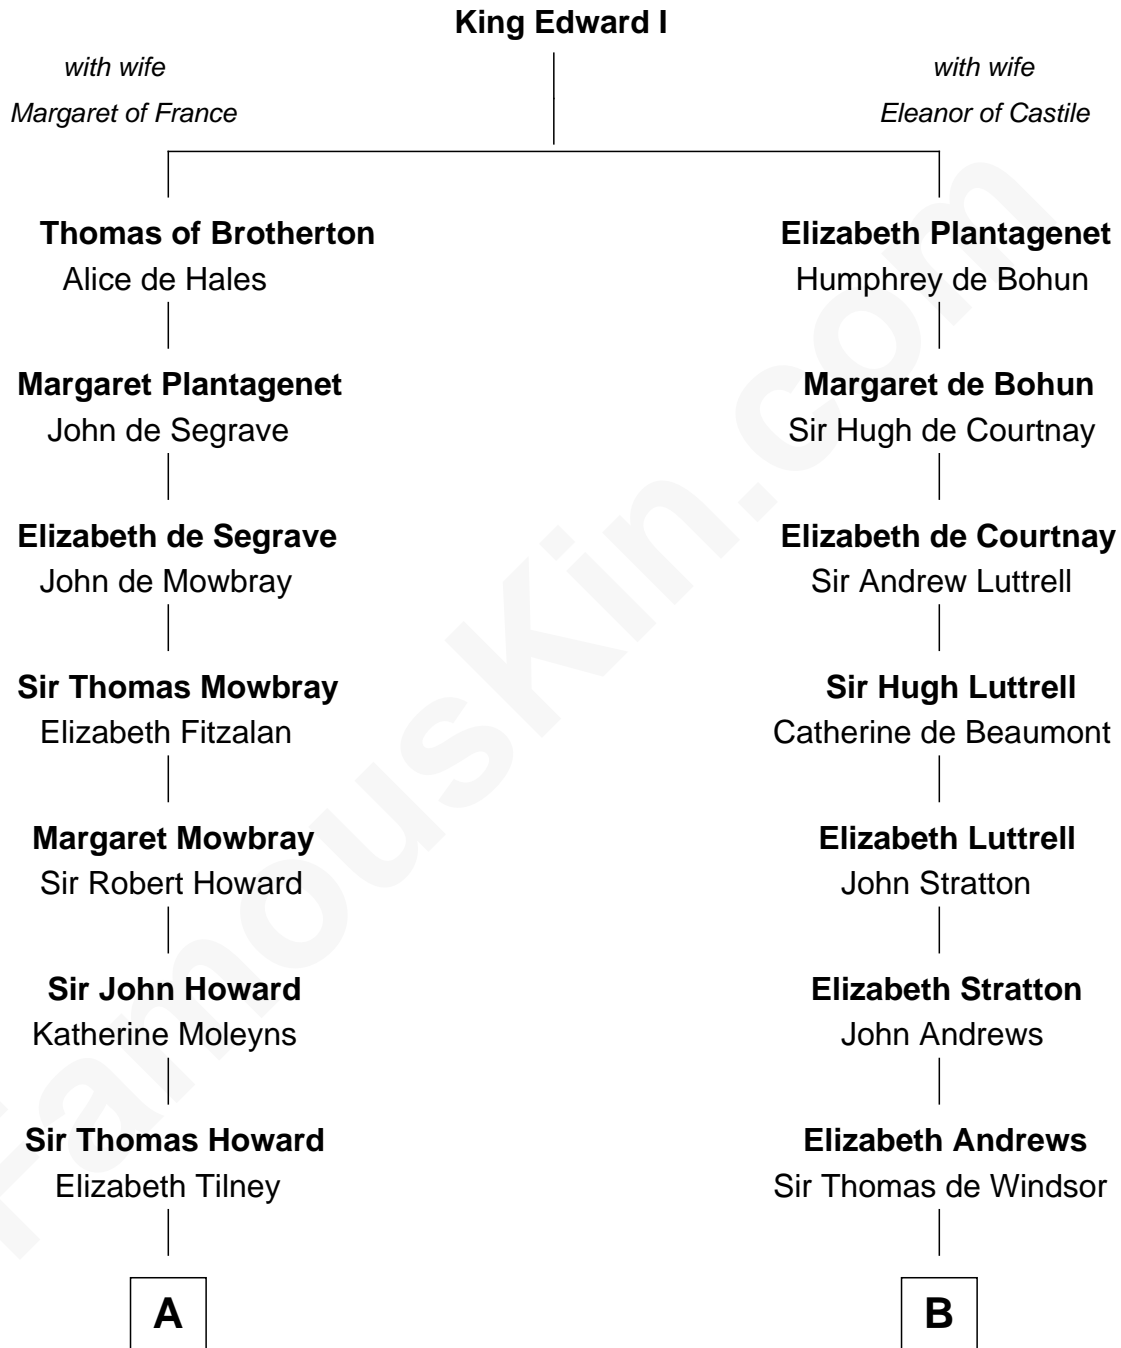 King Edward I
with wife
Margaret of France
with wife
Eleanor of Castile
Thomas of Brotherton
Alice de Hales
Elizabeth Plantagenet
Humphrey de Bohun
Margaret Plantagenet
John de Segrave
Margaret de Bohun
Sir Hugh de Courtnay
Elizabeth de Segrave
John de Mowbray
Elizabeth de Courtnay
Sir Andrew Luttrell
Sir Thomas Mowbray
Elizabeth Fitzalan
Sir Hugh Luttrell
Catherine de Beaumont
Margaret Mowbray
Sir Robert Howard
Elizabeth Luttrell
John Stratton
Sir John Howard
Katherine Moleyns
Elizabeth Stratton
John Andrews
Sir Thomas Howard
Elizabeth Tilney
Elizabeth Andrews
Sir Thomas de Windsor
A
B
FamousKin.com